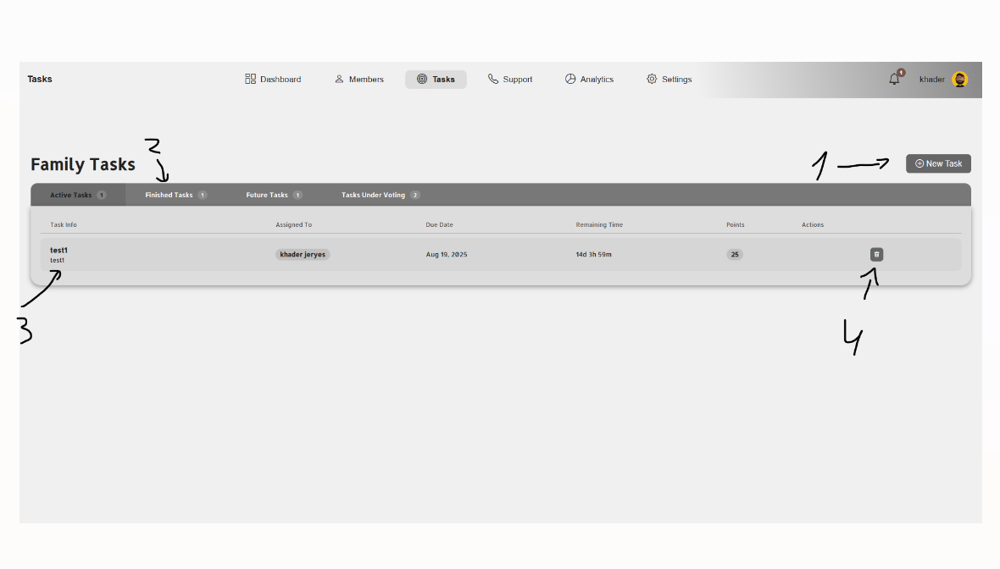 Tasks Dashboard Members Tasks Support Analytics Settings 1 khader
2
Family Tasks 1 New Task
Active Tasks 1 Finished Tasks 1 Future Tasks 1 Tasks Under Voting 2
Task Info Assigned To Due Date Remaining Time Points Actions
test1
khader jeryes Aug 19, 2025 14d 3h 59m 25
test1
3
4